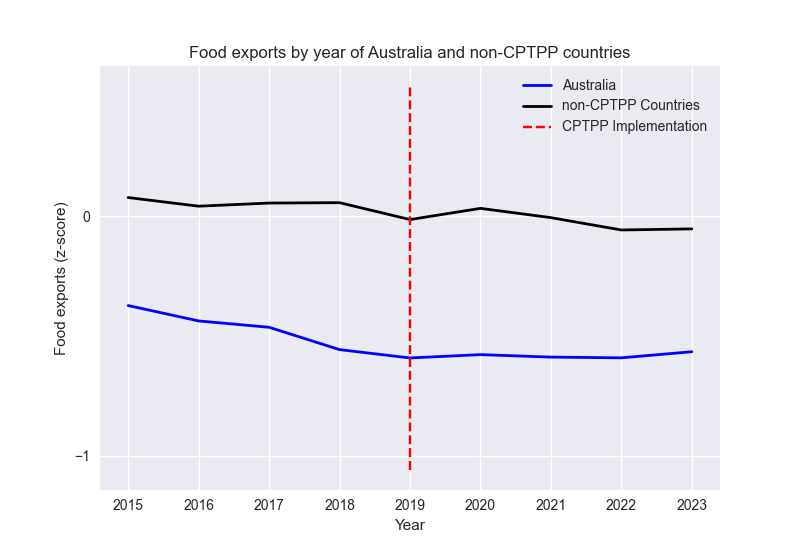 Food exports by year of Australia and non-CPTPP countries
Australia
non-CPTPP Countries
CPTPP Implementation
Food exports (z-score)
0
−1
2015 2016 2017 2018 2019 2020 2021 2022 2023
Year